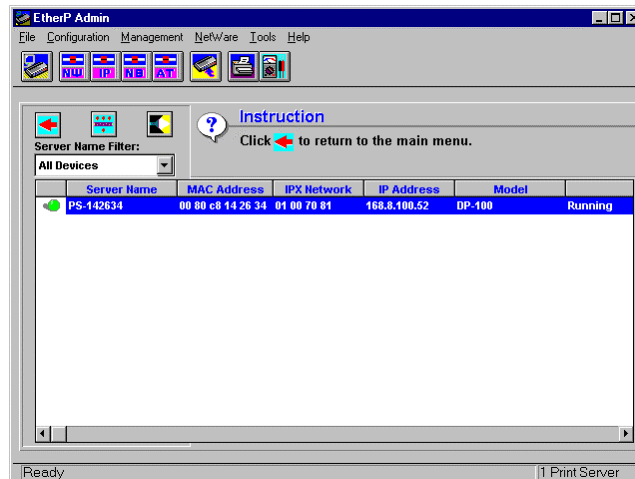 EtherP Admin
File Configuration Management NetWare Tools Help
NW IP NB AT
Instruction
Click to return to the main menu.
Server Name Filter:
All Devices
Server Name MAC Address IPX Network IP Address Model
PS-142634 00 80 c8 14 26 34 01 00 70 81 168.8.100.52 DP-100 Running
Ready 1 Print Server